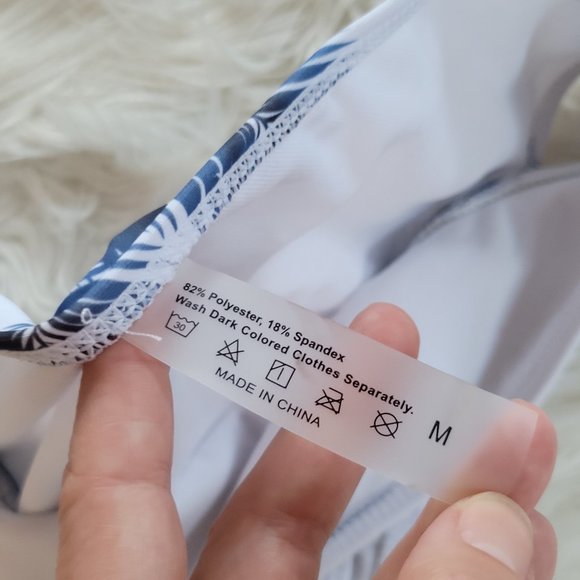 82% Polyester, 18% Spandex
Wash Dark Colored Clothes Separately.
30
MADE IN CHINA
M